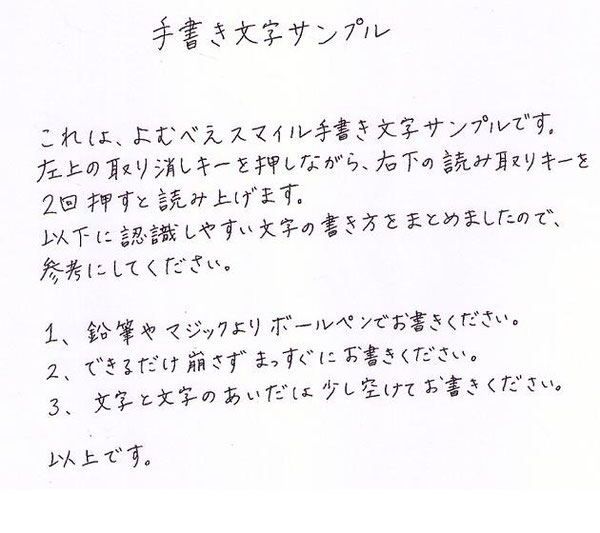 手書き文字サンプル
これは、よむべえスマイル手書き文字サンプルです。
左上の取り消しキーを押しながら、右下の読み取りキーを
2回押すと読み上げます。
以下に認識しやすい文字の書き方をまとめましたので、
参考にしてください。
1、鉛筆やマジックよりボールペンでお書きください。
2、できるだけ崩さずまっすぐにお書きください。
3、文字と文字のあいだは少し空けてお書きください。
以上です。